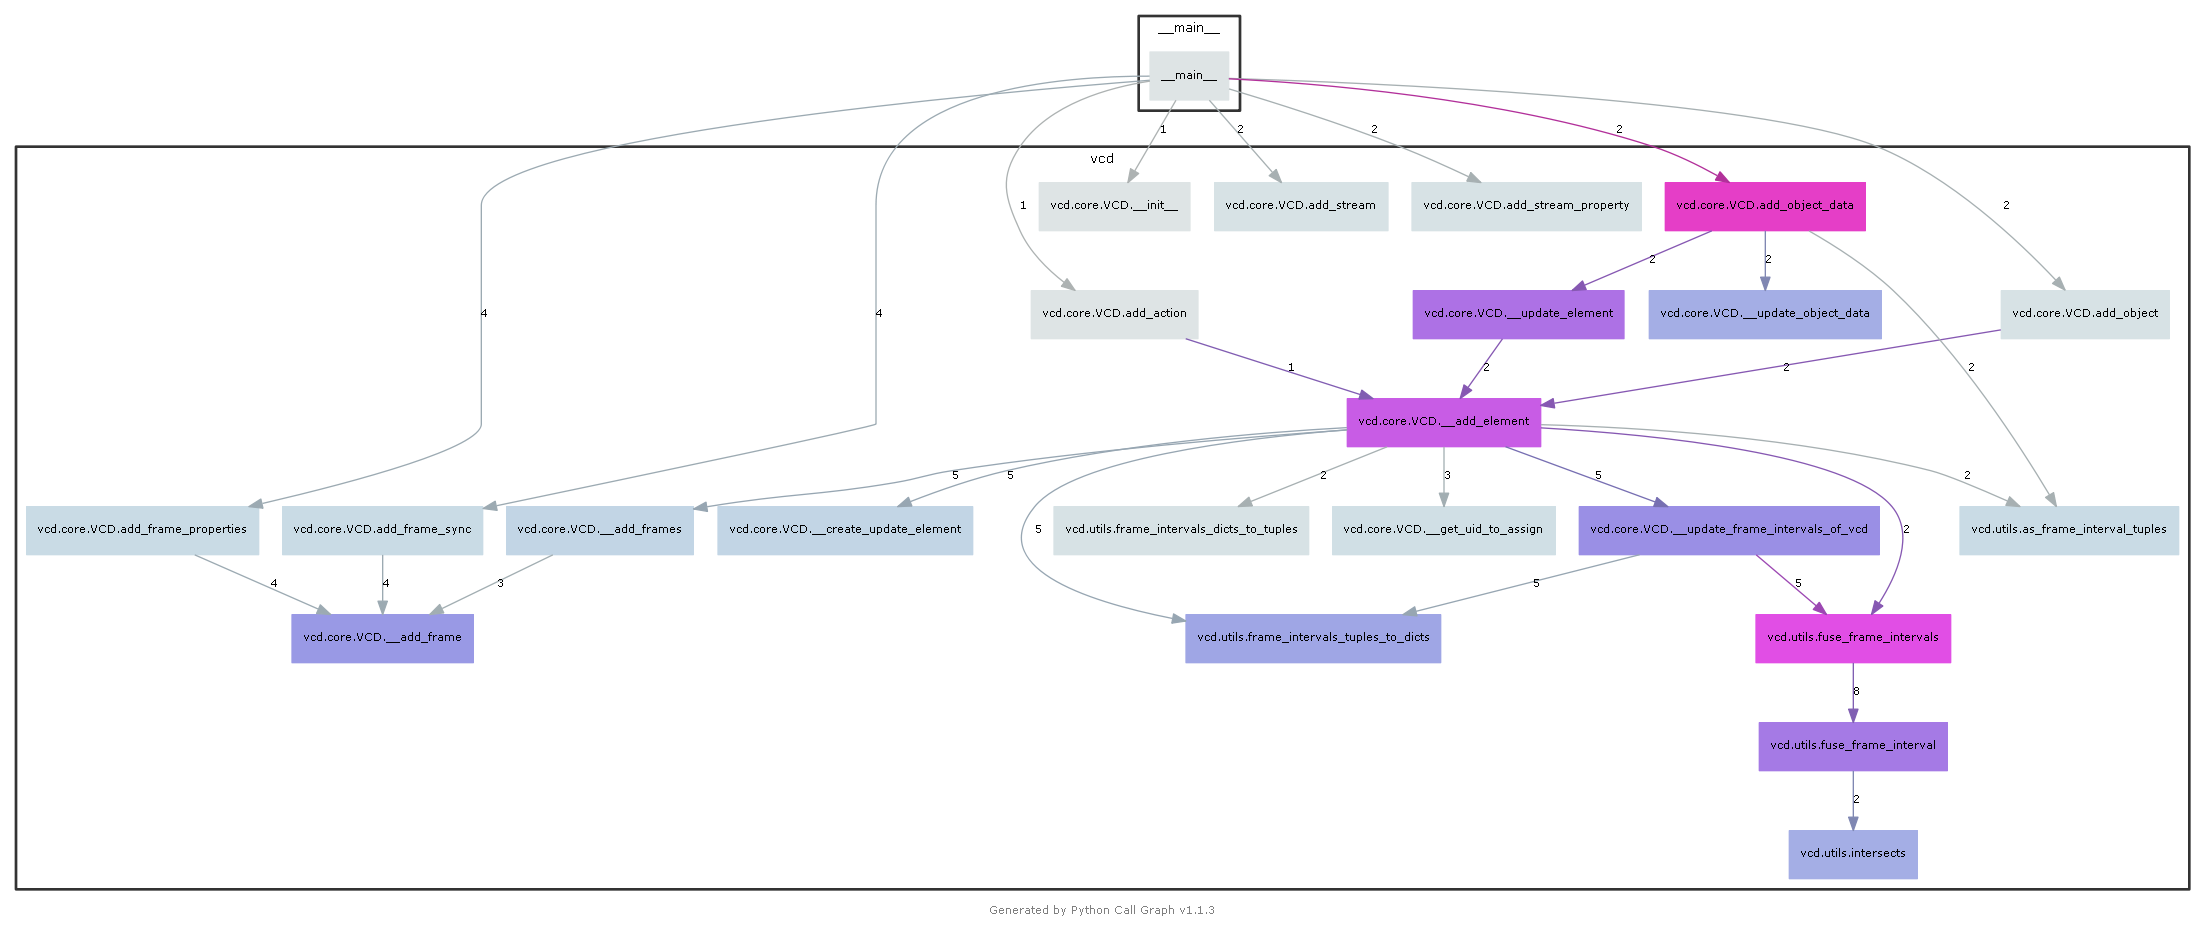 __main__
__main__
1
2
2
2
vcd
vcd.core.VCD.__init__
vcd.core.VCD.add_stream
vcd.core.VCD.add_stream_property
vcd.core.VCD.add_object_data
1
2
2
2
4
4
vcd.core.VCD.add_action
vcd.core.VCD.__update_element
vcd.core.VCD.__update_object_data
vcd.core.VCD.add_object
1
2
2
2
vcd.core.VCD.__add_element
5
5
2
3
5
2
vcd.core.VCD.add_frame_properties
vcd.core.VCD.add_frame_sync
vcd.core.VCD.__add_frames
vcd.core.VCD.__create_update_element
5
vcd.utils.frame_intervals_dicts_to_tuples
vcd.core.VCD.__get_uid_to_assign
vcd.core.VCD.__update_frame_intervals_of_vcd
2
vcd.utils.as_frame_interval_tuples
4
4
3
5
5
vcd.core.VCD.__add_frame
vcd.utils.frame_intervals_tuples_to_dicts
vcd.utils.fuse_frame_intervals
8
vcd.utils.fuse_frame_interval
2
vcd.utils.intersects
Generated by Python Call Graph v1.1.3